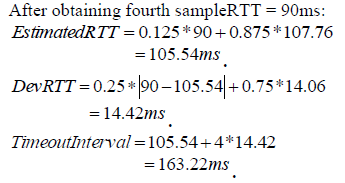 After obtaining fourth sampleRTT = 90ms:
EstimatedRTT = 0.125*90 + 0.875*107.76
= 105.54ms.
DevRTT = 0.25*|90−105.54|+0.75*14.06
= 14.42ms.
TimeoutInterval = 105.54+4*14.42
= 163.22ms.